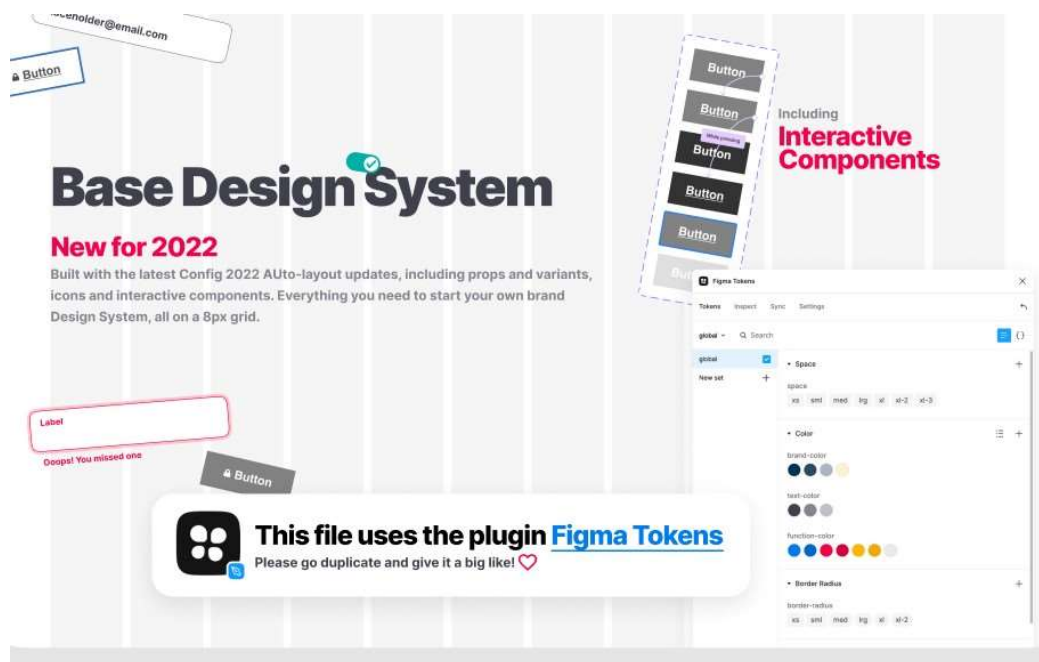 placeholder@email.com
Button
Base Design System
New for 2022
Built with the latest Config 2022 AUto-layout updates, including props and variants,
icons and interactive components. Everything you need to start your own brand
Design System, all on a 8px grid.
Button
Button
While pressing
Button
Button
Button
Including
Interactive
Components
Label
Ooops! You missed one
Button
This file uses the plugin Figma Tokens
Please go duplicate and give it a big like!
Figma Tokens
Tokens Inspect Sync Settings
global Search
global
New set
Space
space
xs sml med lrg xl xl-2 xl-3
Color
brand-color
text-color
function-color
Border Radius
border-radius
xs sml med lrg xl xl-2